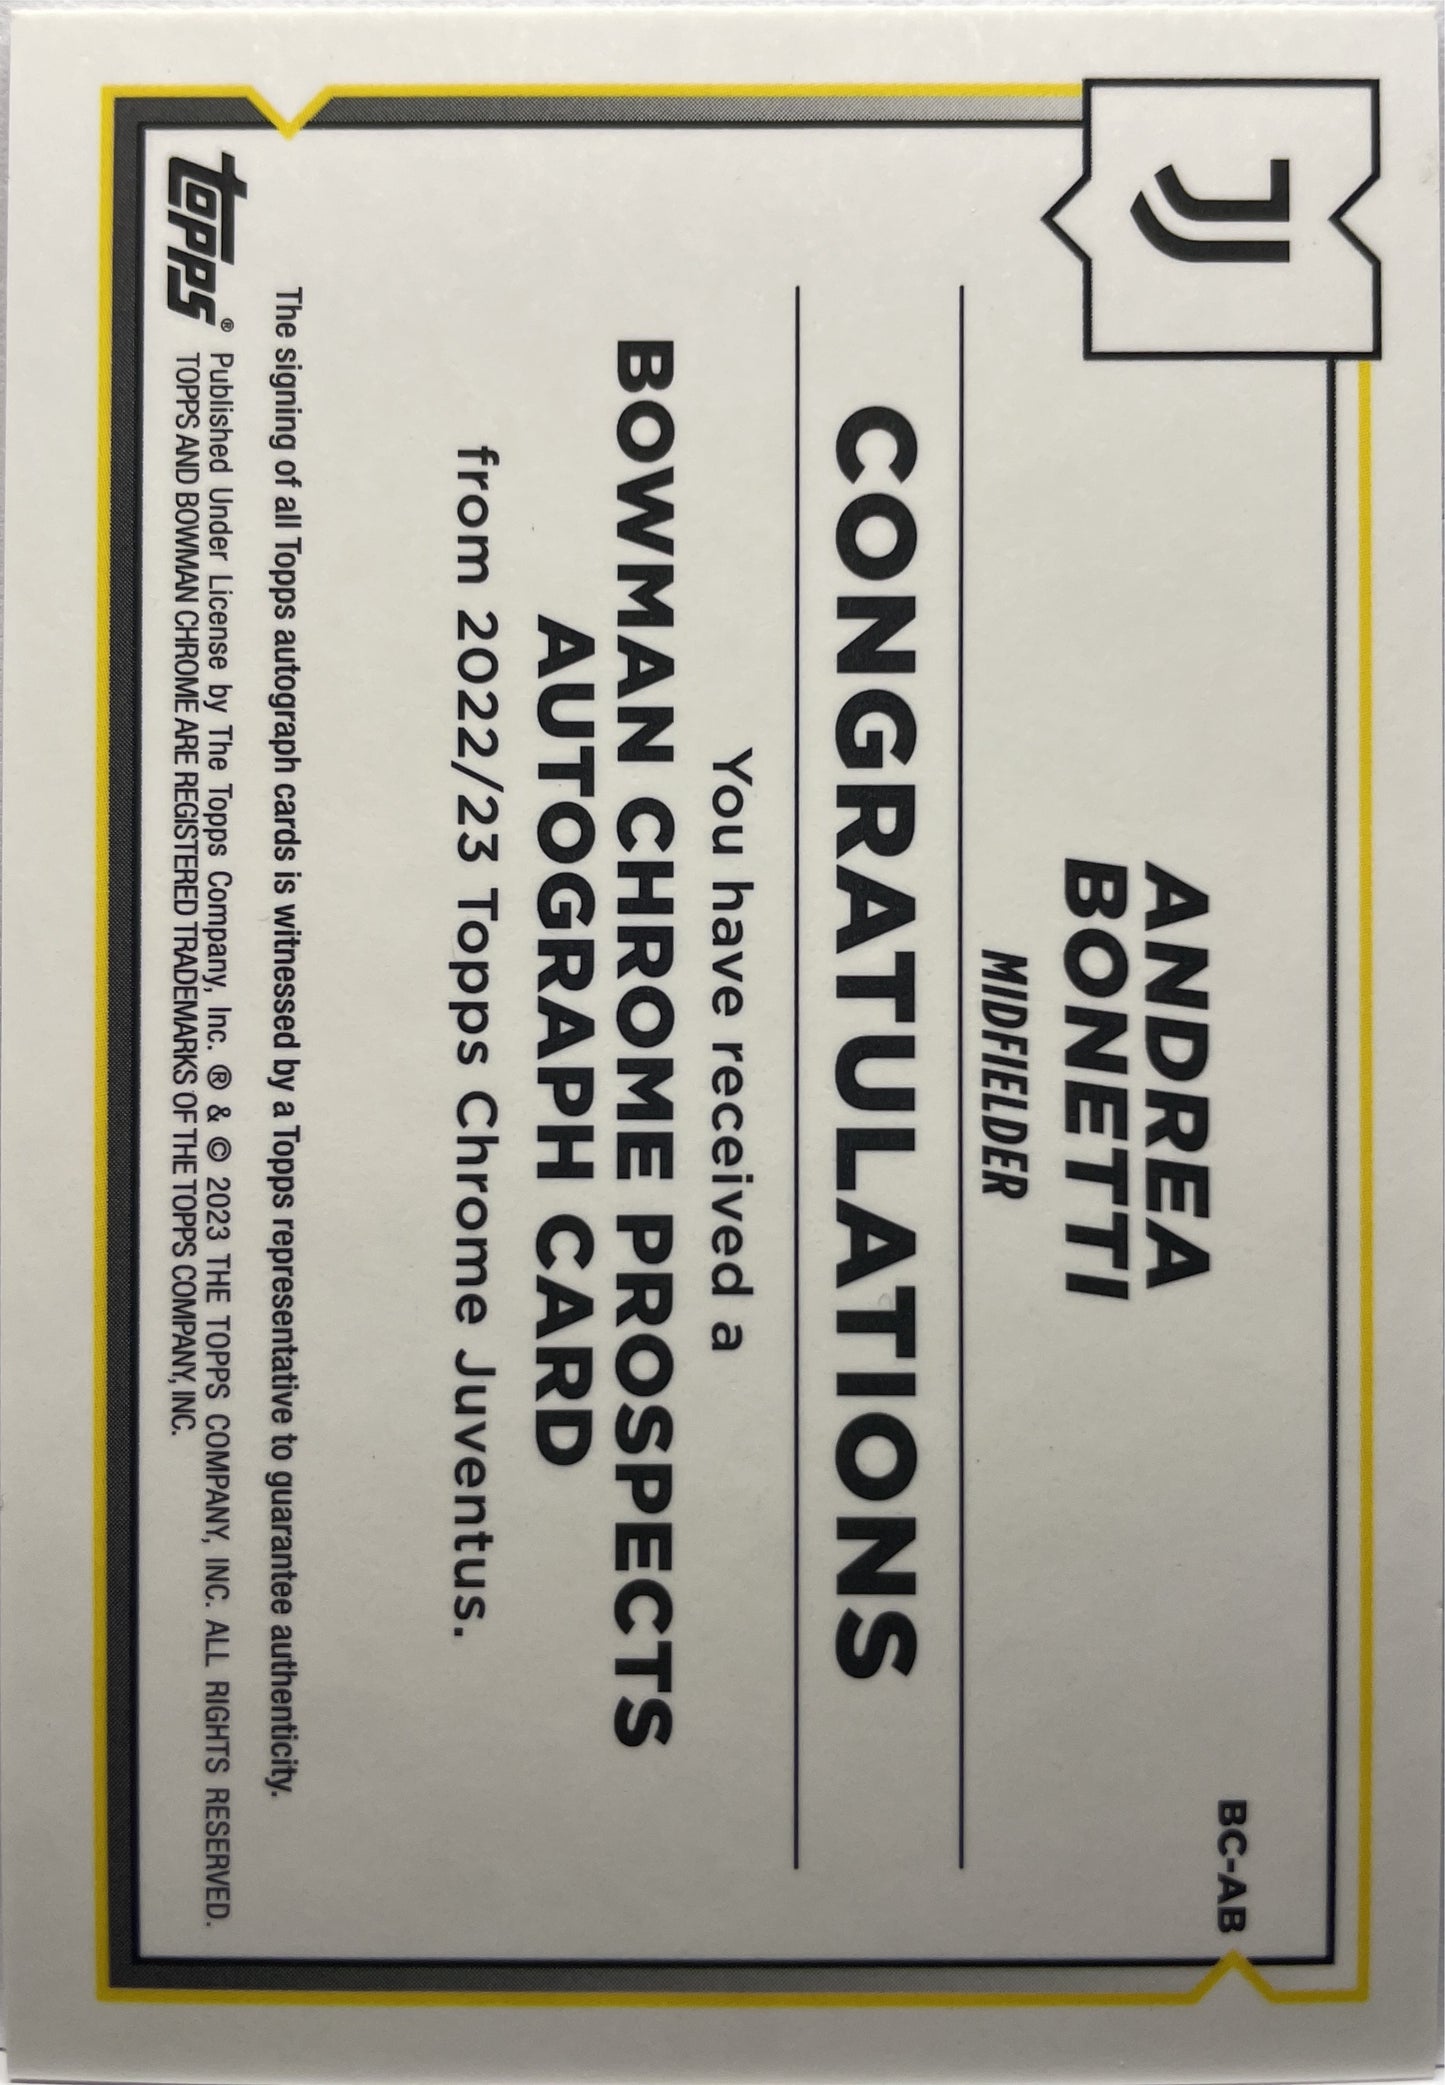 BC-AB
ANDREA
BONETTI
MIDFIELDER
CONGRATULATIONS
You have received a
BOWMAN CHROME PROSPECTS
AUTOGRAPH CARD
from 2022/23 Topps Chrome Juventus.
The signing of all Topps autograph cards is witnessed by a Topps representative to guarantee authenticity.
topps® Published Under License by The Topps Company, Inc. ® & © 2023 THE TOPPS COMPANY, INC. ALL RIGHTS RESERVED.
TOPPS AND BOWMAN CHROME ARE REGISTERED TRADEMARKS OF THE TOPPS COMPANY, INC.